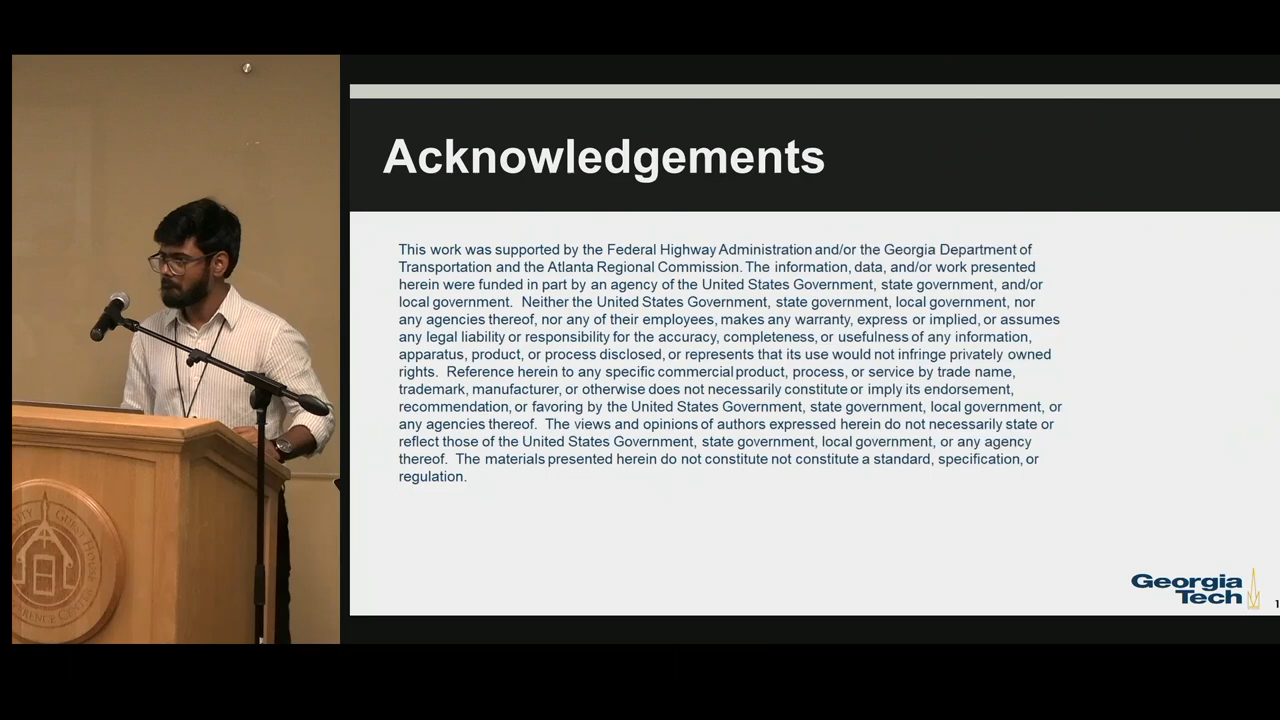 Acknowledgements
This work was supported by the Federal Highway Administration and/or the Georgia Department of
Transportation and the Atlanta Regional Commission. The information, data, and/or work presented
herein were funded in part by an agency of the United States Government, state government, and/or
local government.  Neither the United States Government, state government, local government, nor
any agencies thereof, nor any of their employees, makes any warranty, express or implied, or assumes
any legal liability or responsibility for the accuracy, completeness, or usefulness of any information,
apparatus, product, or process disclosed, or represents that its use would not infringe privately owned
rights.  Reference herein to any specific commercial product, process, or service by trade name,
trademark, manufacturer, or otherwise does not necessarily constitute or imply its endorsement,
recommendation, or favoring by the United States Government, state government, local government, or
any agencies thereof.  The views and opinions of authors expressed herein do not necessarily state or
reflect those of the United States Government, state government, local government, or any agency
thereof.  The materials presented herein do not constitute not constitute a standard, specification, or
regulation.
Georgia
Tech
1
Guest House